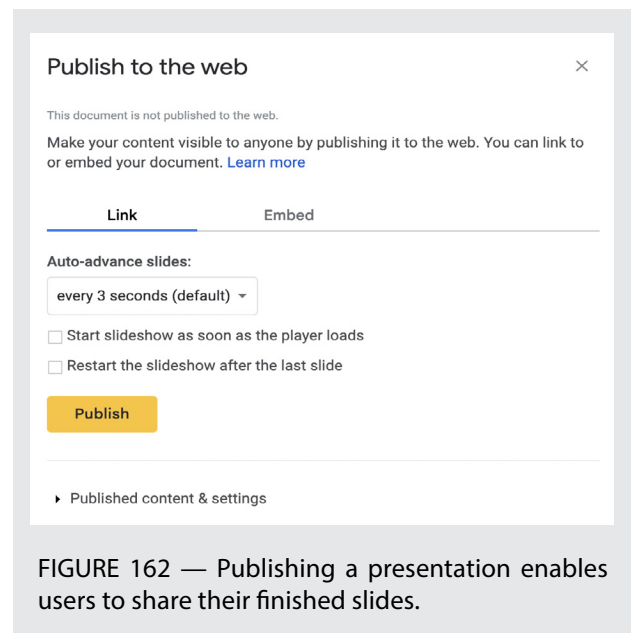 Publish to the web
This document is not published to the web.
Make your content visible to anyone by publishing it to the web. You can link to
or embed your document. Learn more
Link Embed
Auto-advance slides:
every 3 seconds (default)
Start slideshow as soon as the player loads
Restart the slideshow after the last slide
Publish
Published content & settings
FIGURE 162 — Publishing a presentation enables
users to share their finished slides.